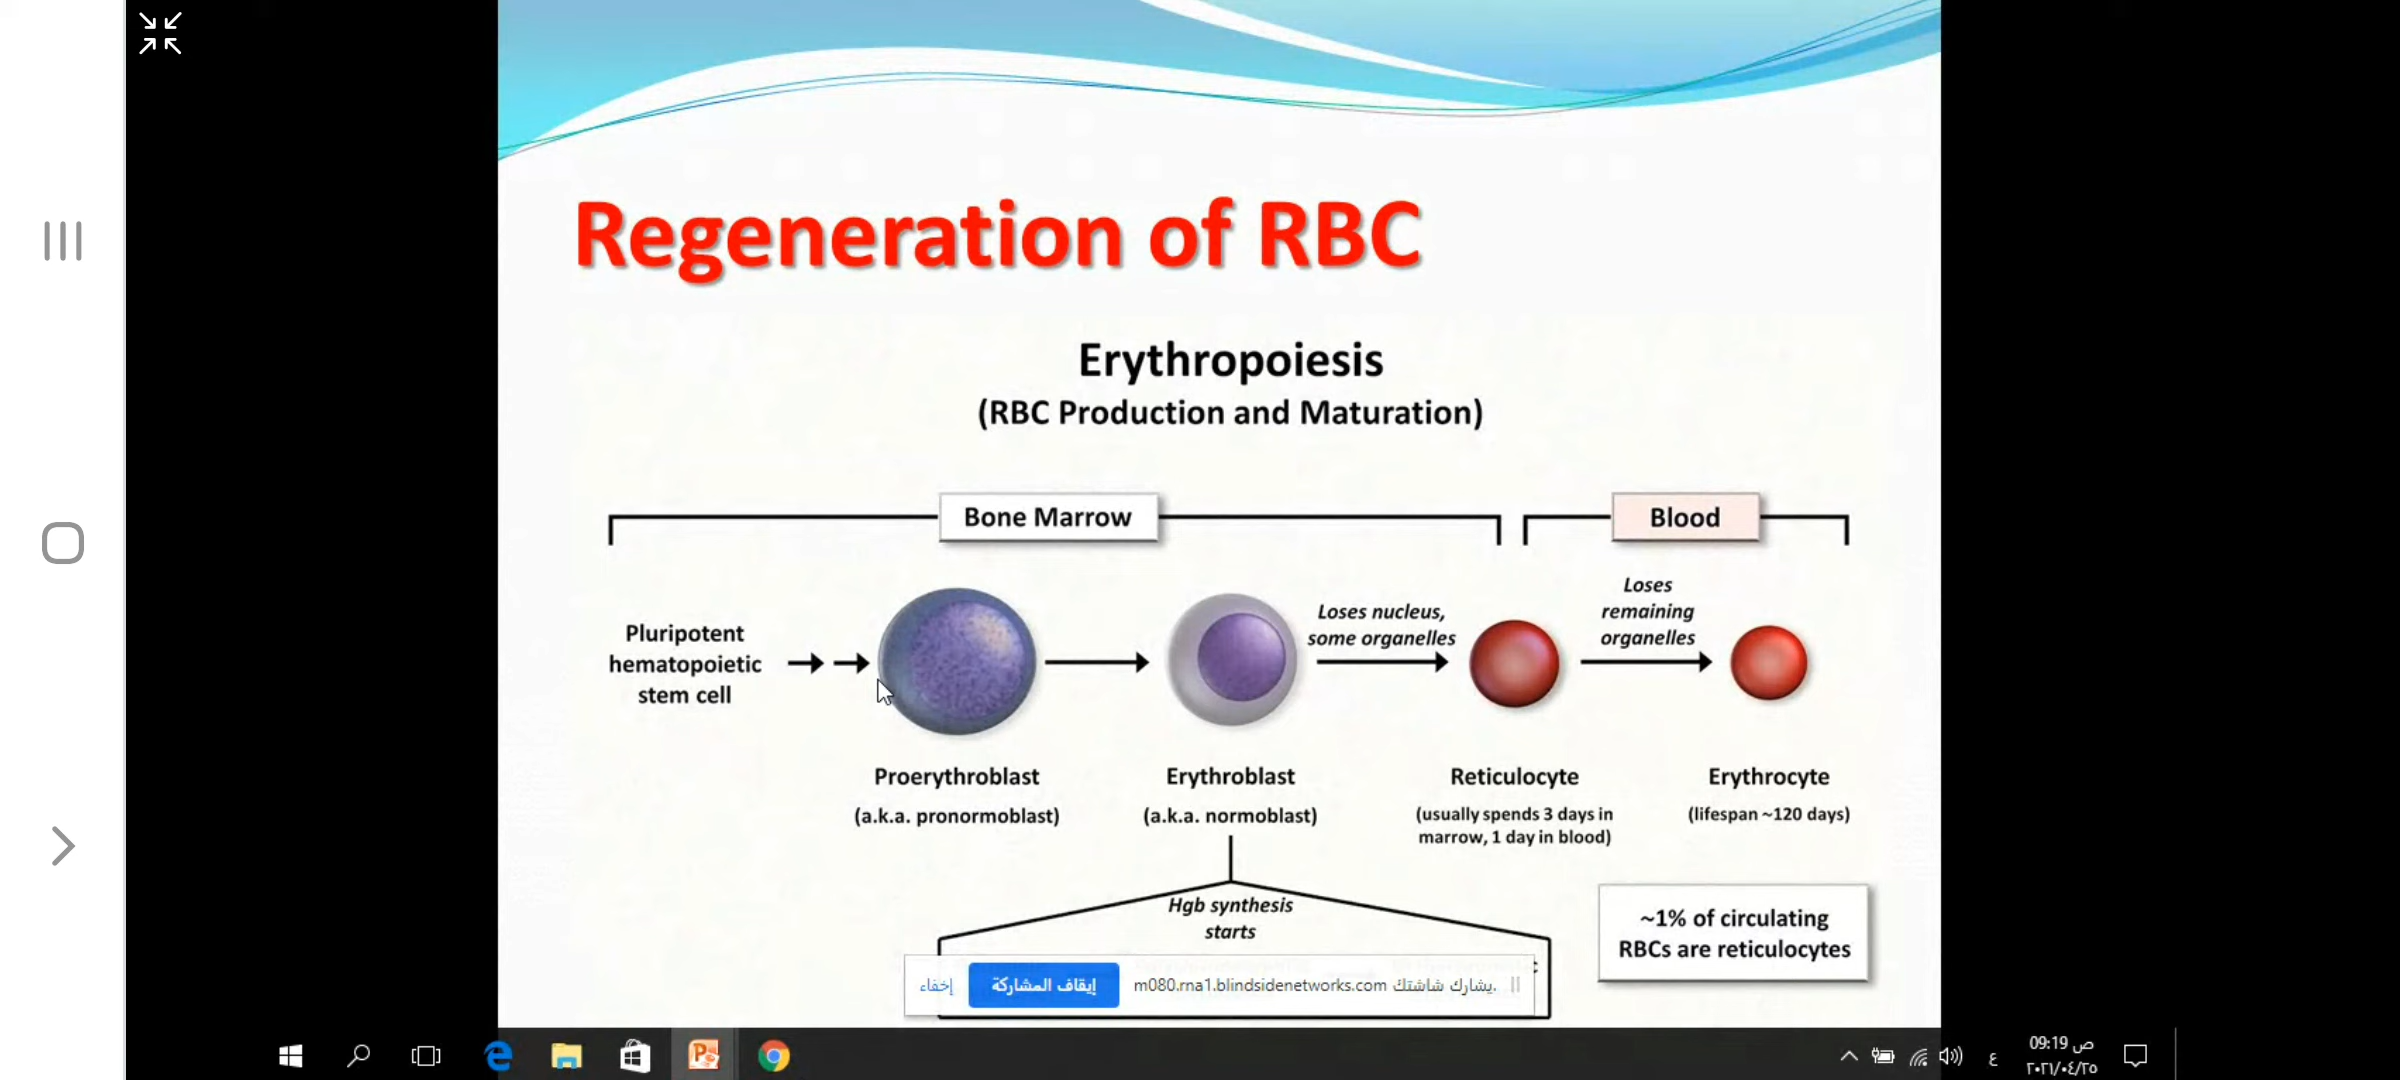 Regeneration of RBC
Erythropoiesis
(RBC Production and Maturation)
Bone Marrow
Blood
Pluripotent
hematopoietic
stem cell
Loses nucleus,
some organelles
Loses
remaining
organelles
Proerythroblast
(a.k.a. pronormoblast)
Erythroblast
(a.k.a. normoblast)
Reticulocyte
(usually spends 3 days in
marrow, 1 day in blood)
Erythrocyte
(lifespan ~120 days)
Hgb synthesis
starts
~1% of circulating
RBCs are reticulocytes
يشارك شاشتك m080.rna1.blindsidenetworks.com.
إيقاف المشاركة
إخفاء
ع
09:19 ص
٢٠٢١/٠٤/٢٥